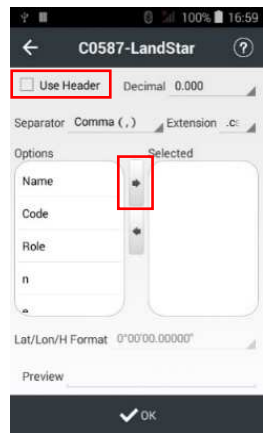 100% 16:59
C0587-LandStar ?
Use Header Decimal 0.000
Separator Comma (,) Extension .cs
Options Selected
Name
Code
Role
n
e
Lat/Lon/H Format 0°00'00.00000"
Preview
OK